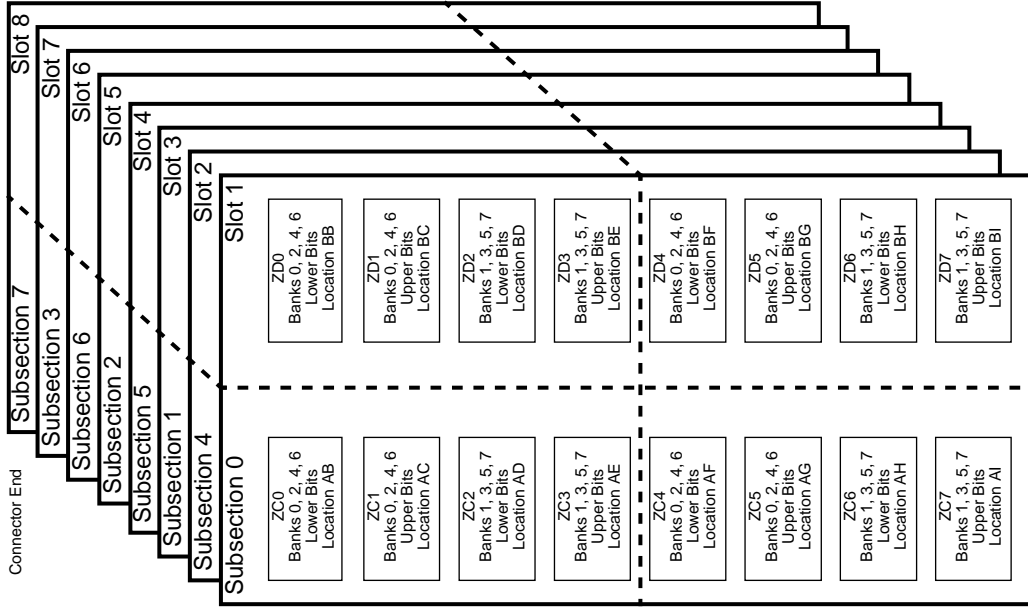 Connector End
Subsection 7
Slot 8
Subsection 3
Slot 7
Subsection 6
Slot 6
Subsection 2
Slot 5
Subsection 5
Slot 4
Subsection 1
Slot 3
Subsection 4
Slot 2
Subsection 0
Slot 1
ZC0
Banks 0, 2, 4, 6
Lower Bits
Location AB
ZD0
Banks 0, 2, 4, 6
Lower Bits
Location BB
ZC1
Banks 0, 2, 4, 6
Upper Bits
Location AC
ZD1
Banks 0, 2, 4, 6
Upper Bits
Location BC
ZC2
Banks 1, 3, 5, 7
Lower Bits
Location AD
ZD2
Banks 1, 3, 5, 7
Lower Bits
Location BD
ZC3
Banks 1, 3, 5, 7
Upper Bits
Location AE
ZD3
Banks 1, 3, 5, 7
Upper Bits
Location BE
ZC4
Banks 0, 2, 4, 6
Lower Bits
Location AF
ZD4
Banks 0, 2, 4, 6
Lower Bits
Location BF
ZC5
Banks 0, 2, 4, 6
Upper Bits
Location AG
ZD5
Banks 0, 2, 4, 6
Upper Bits
Location BG
ZC6
Banks 1, 3, 5, 7
Lower Bits
Location AH
ZD6
Banks 1, 3, 5, 7
Lower Bits
Location BH
ZC7
Banks 1, 3, 5, 7
Upper Bits
Location AI
ZD7
Banks 1, 3, 5, 7
Upper Bits
Location BI